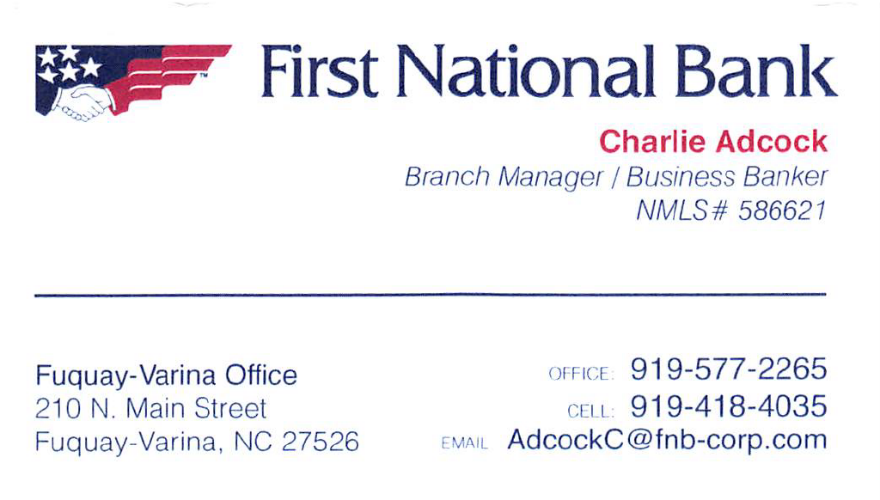 First National Bank
Charlie Adcock
Branch Manager / Business Banker
NMLS# 586621
Fuquay-Varina Office
210 N. Main Street
Fuquay-Varina, NC 27526
OFFICE: 919-577-2265
CELL: 919-418-4035
EMAIL AdcockC@fnb-corp.com